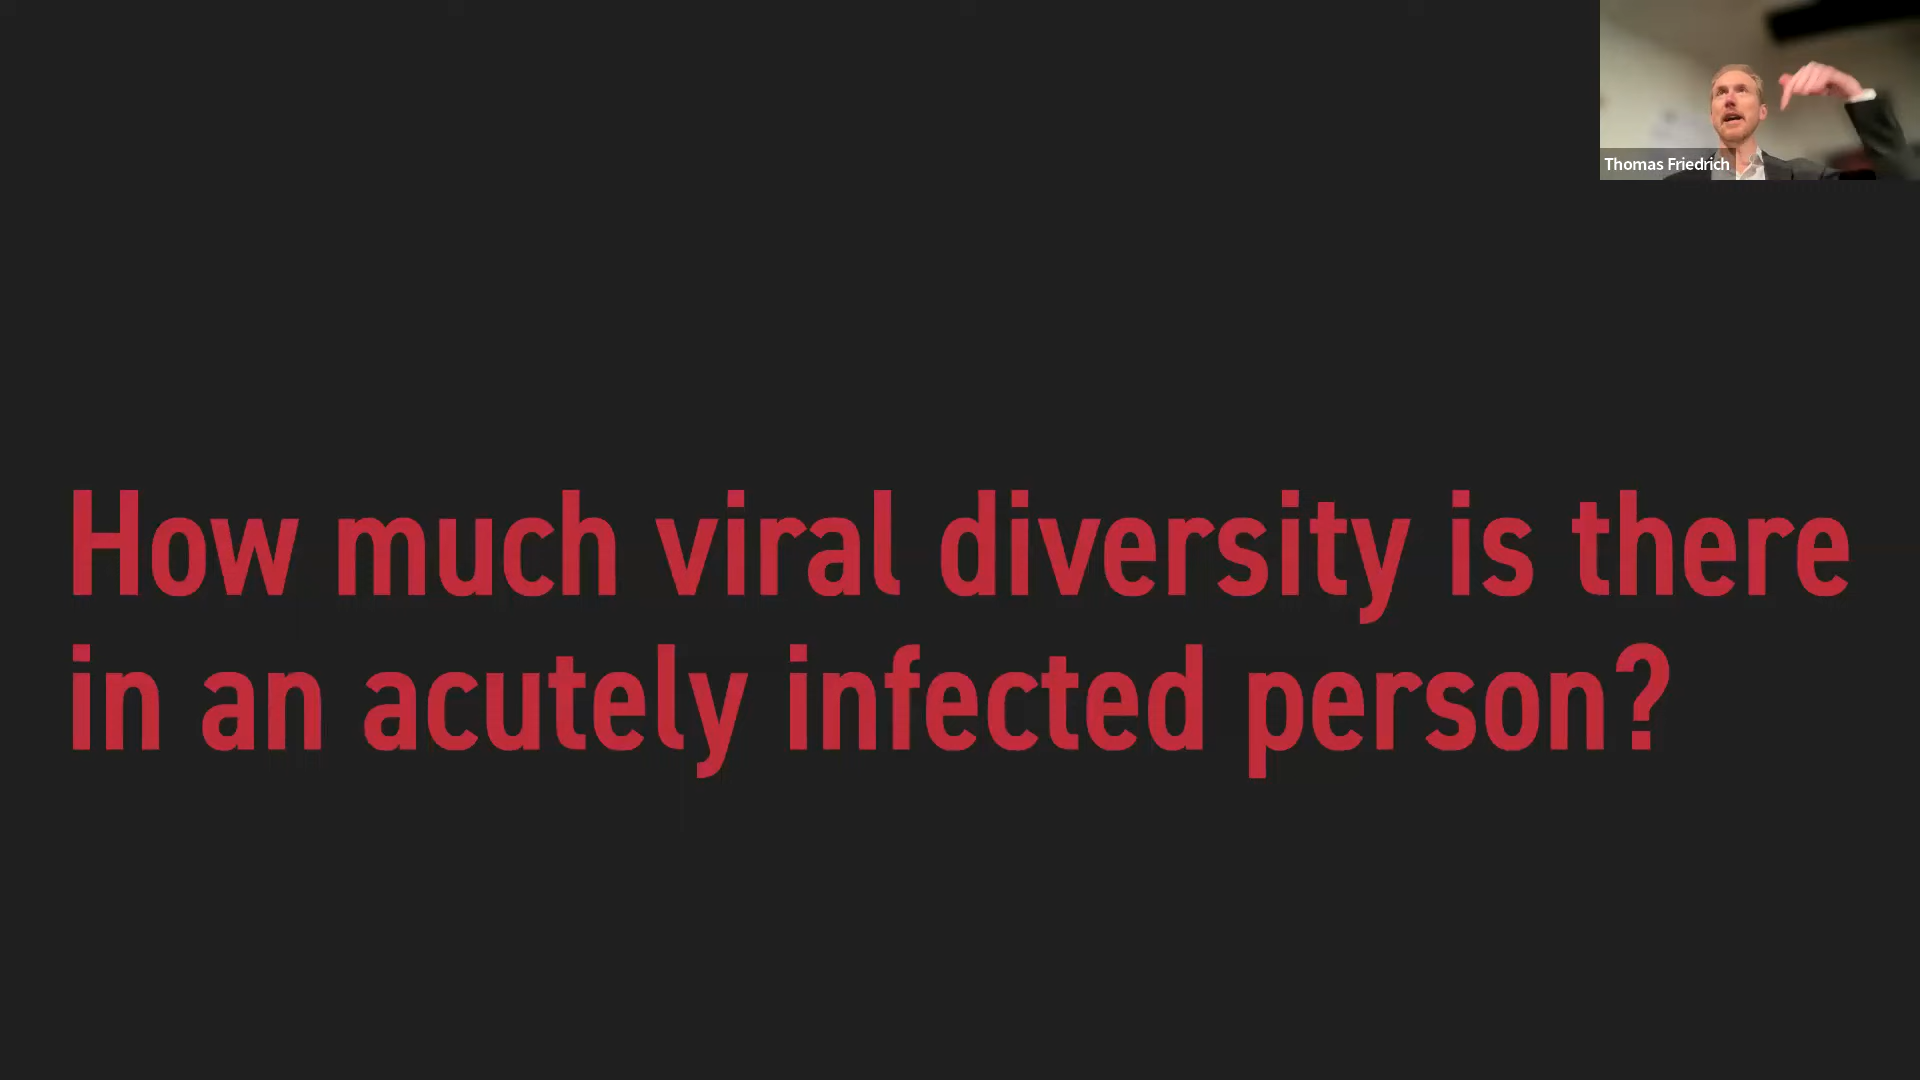 Thomas Friedrich
How much viral diversity is there
in an acutely infected person?